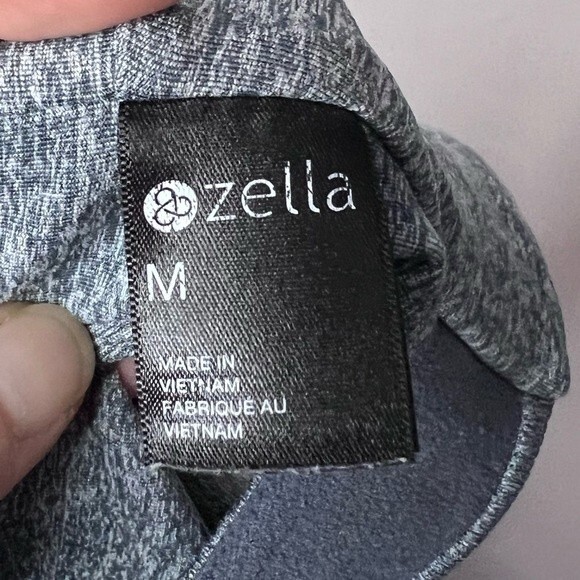 zella
M
MADE IN
VIETNAM
FABRIQUÉ AU
VIETNAM